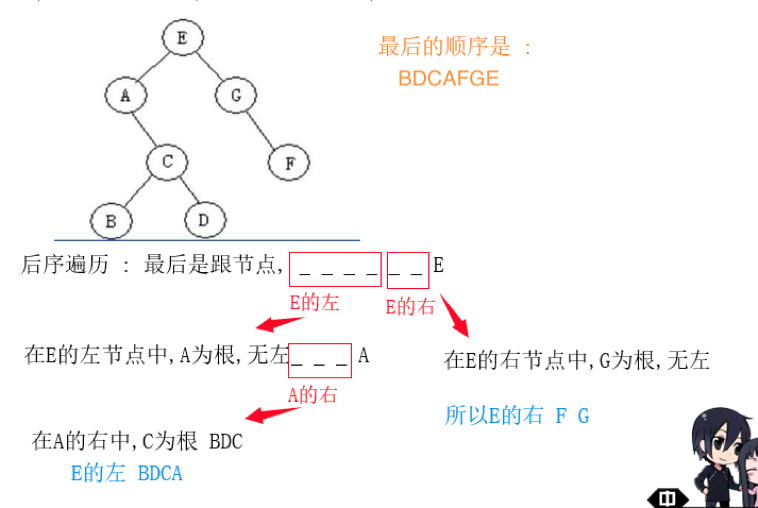 E
最后的顺序是 :
BDCAFGE
A
G
C
F
B
D
后序遍历 : 最后是跟节点, _ _ _ _ _ _ E
E的左
E的右
在E的左节点中,A为根,无左_ _ _ A
在E的右节点中,G为根,无左
A的右
所以E的右 F G
在A的右中,C为根 BDC
E的左 BDCA
中